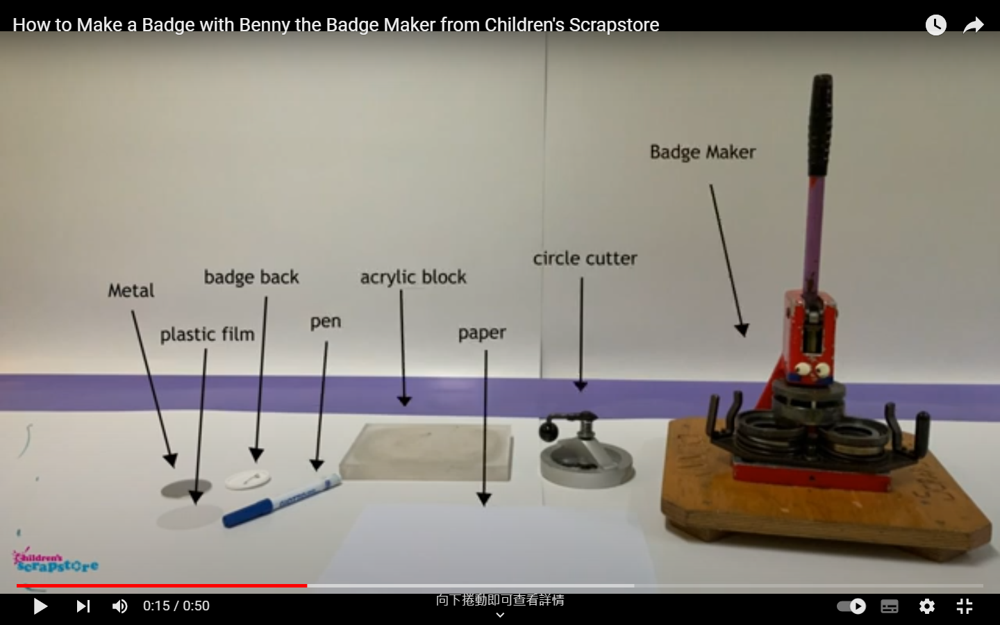 How to Make a Badge with Benny the Badge Maker from Children's Scrapstore
Badge Maker
circle cutter
badge back
acrylic block
Metal
pen
plastic film
paper
Children's
scrapstore
0:15 / 0:50
向下捲動即可查看詳情